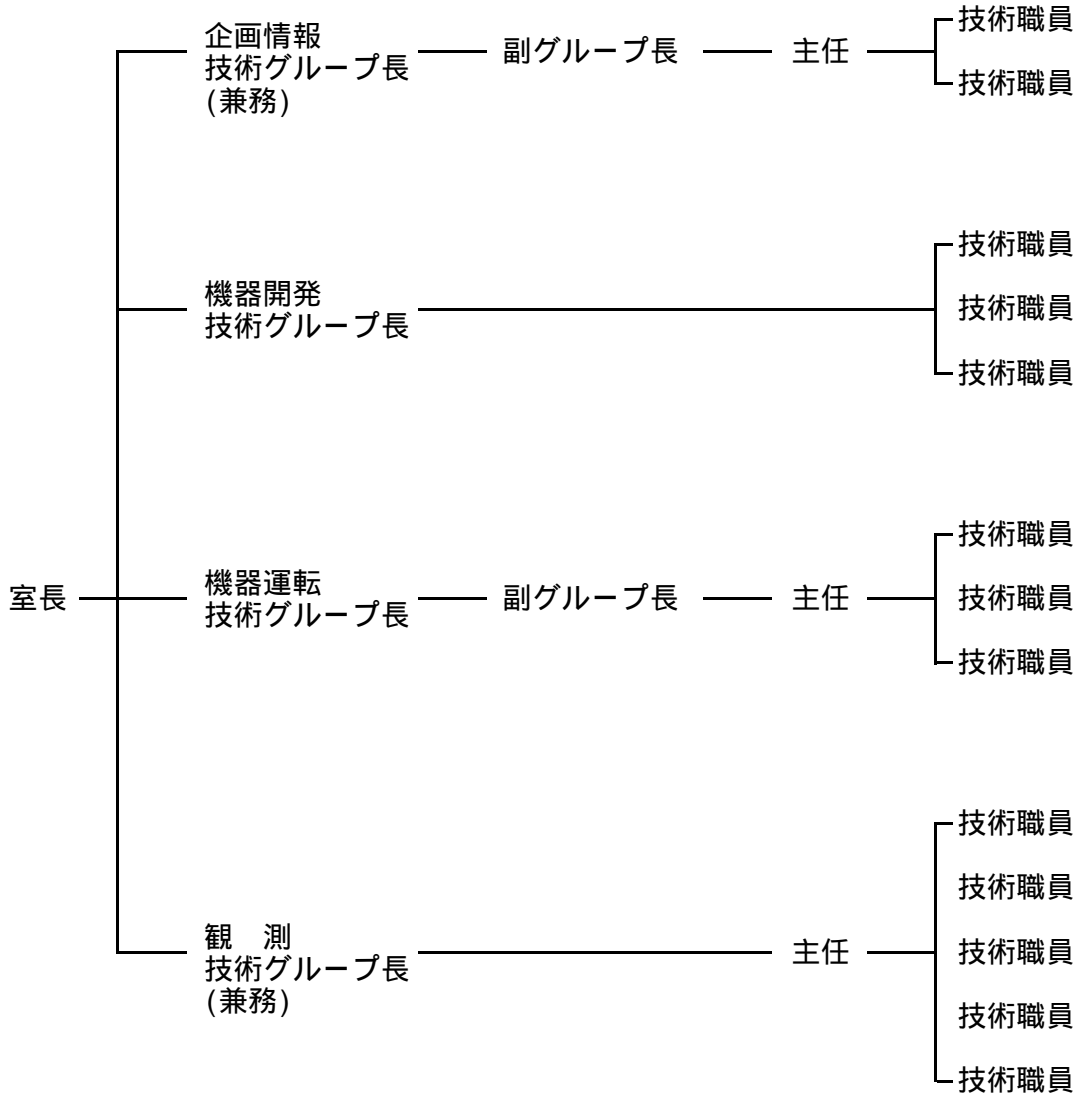 企画情報
技術グループ長
(兼務)
副グループ長
主任
技術職員
技術職員
機器開発
技術グループ長
技術職員
技術職員
技術職員
室長
機器運転
技術グループ長
副グループ長
主任
技術職員
技術職員
技術職員
観　測
技術グループ長
(兼務)
主任
技術職員
技術職員
技術職員
技術職員
技術職員